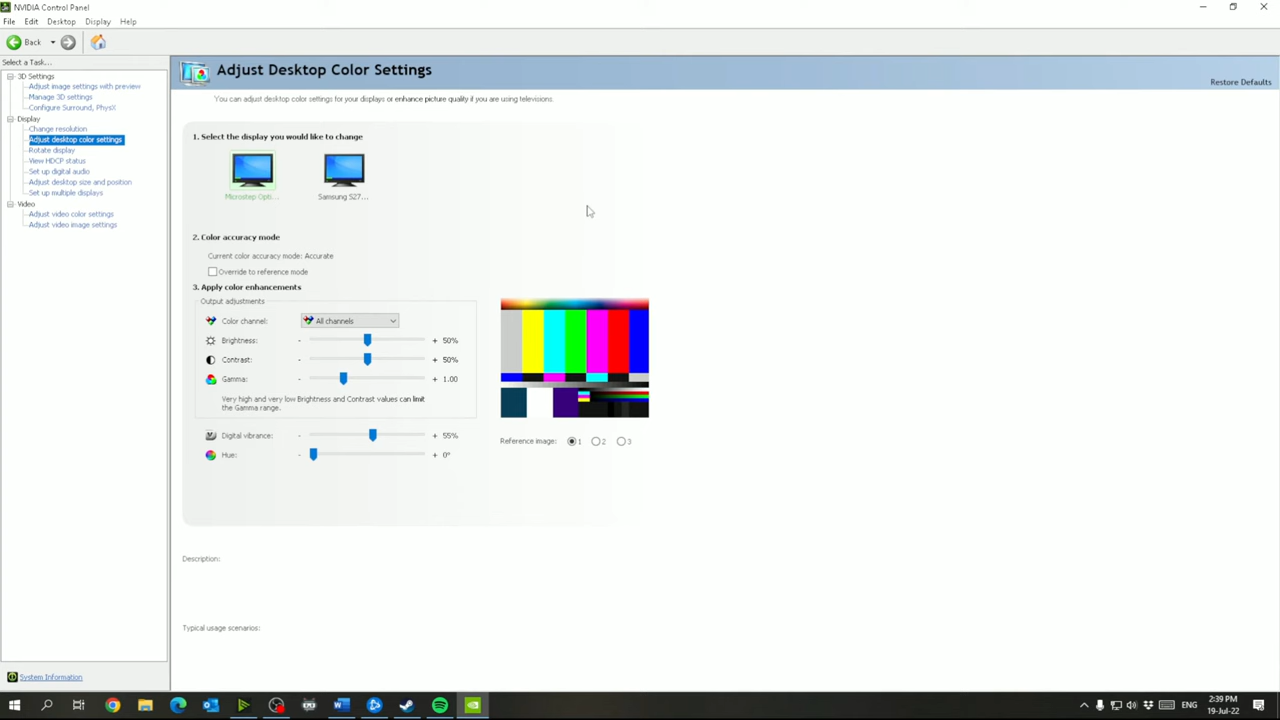 NVIDIA Control Panel
File Edit Desktop Display Help
Back
Select a Task...
3D Settings
Adjust image settings with preview
Manage 3D settings
Configure Surround, PhysX
Display
Change resolution
Adjust desktop color settings
Rotate display
View HDCP status
Set up digital audio
Adjust desktop size and position
Set up multiple displays
Video
Adjust video color settings
Adjust video image settings
System Information
Adjust Desktop Color Settings
Restore Defaults
You can adjust desktop color settings for your displays or enhance picture quality if you are using televisions.
1. Select the display you would like to change
Microstep Opti... Samsung S27...
2. Color accuracy mode
Current color accuracy mode: Accurate
Override to reference mode
3. Apply color enhancements
Output adjustments
Color channel: All channels
Brightness: - + 50%
Contrast: - + 50%
Gamma: - + 1.00
Very high and very low Brightness and Contrast values can limit
the Gamma range.
Digital vibrance: - + 55%
Hue: - + 0°
Reference image: 1 2 3
Description:
Typical usage scenarios:
ENG
2:39 PM
19-Jul-22